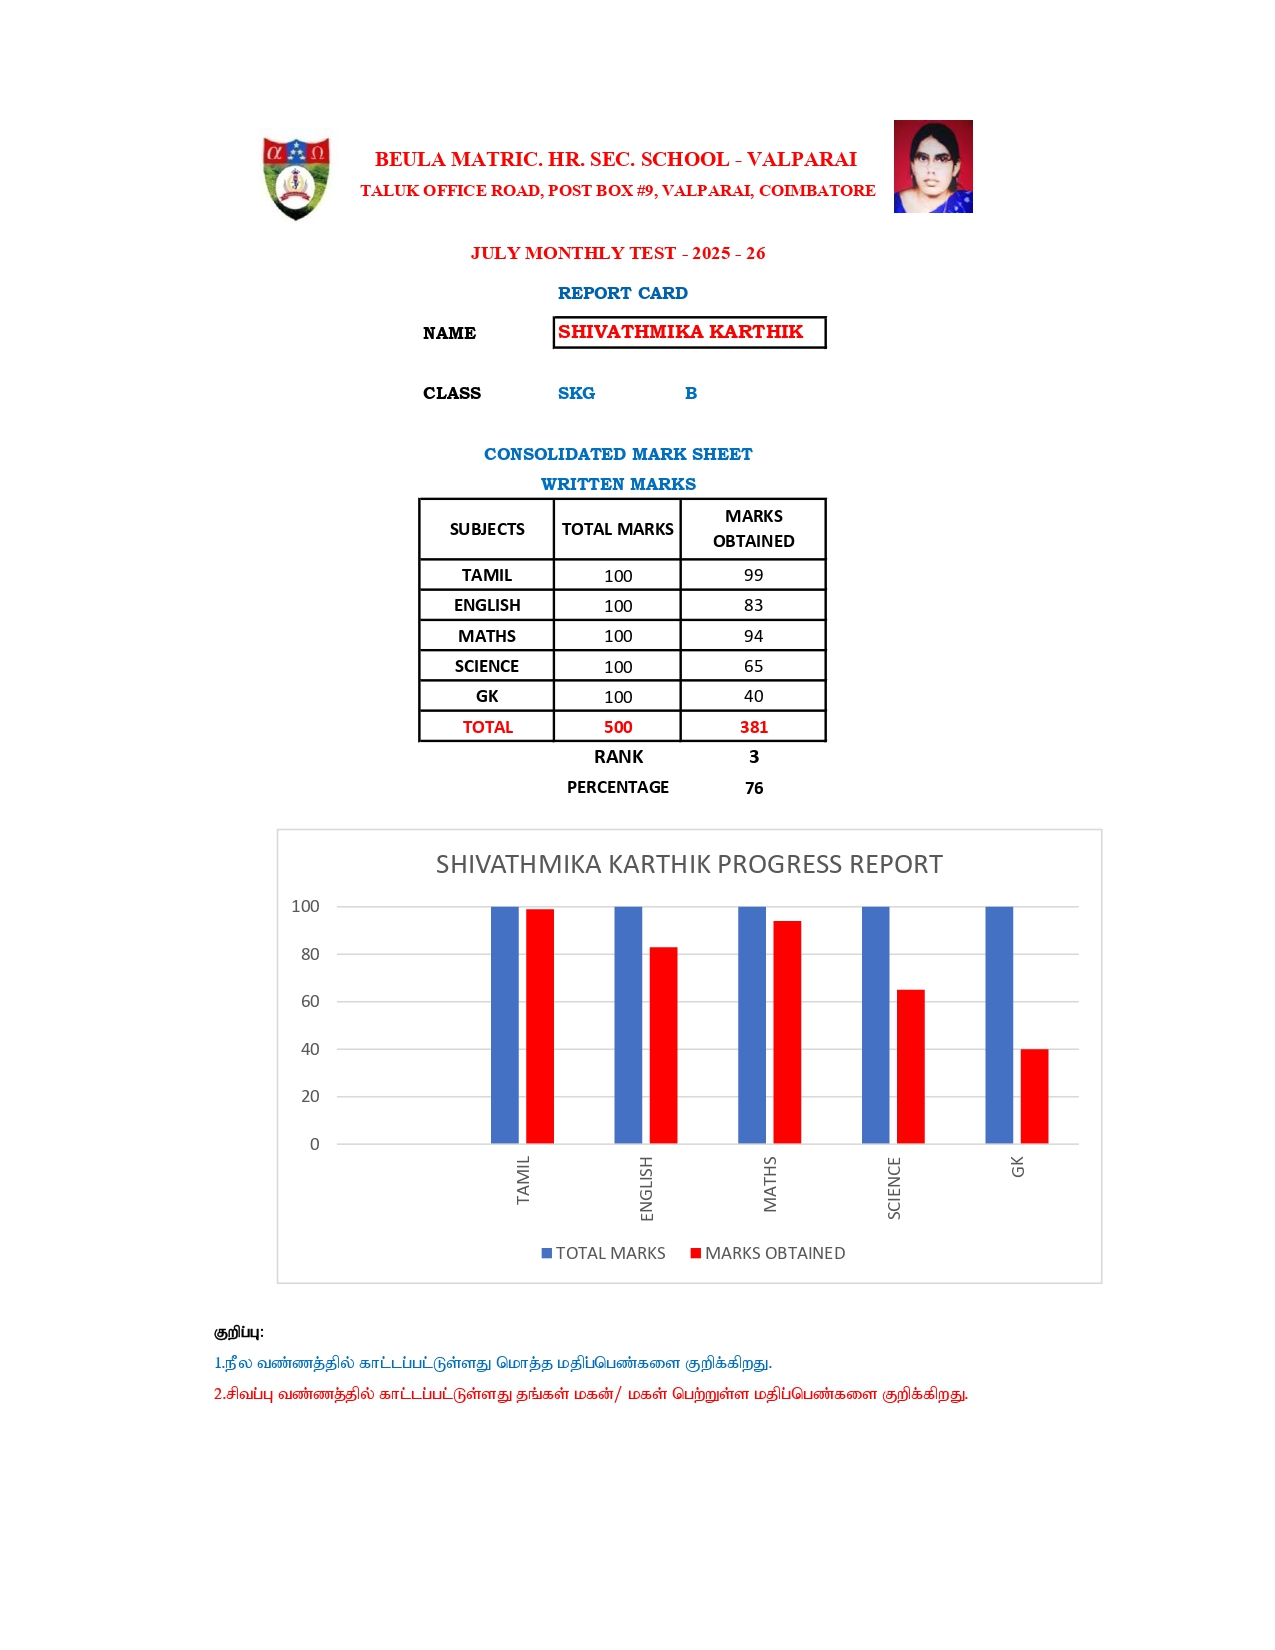 α Ω
BEULA MATRIC. HR. SEC. SCHOOL - VALPARAI
TALUK OFFICE ROAD, POST BOX #9, VALPARAI, COIMBATORE
JULY MONTHLY TEST - 2025 - 26
REPORT CARD
NAME SHIVATHMIKA KARTHIK
CLASS SKG B
CONSOLIDATED MARK SHEET
WRITTEN MARKS
SUBJECTS TOTAL MARKS MARKS OBTAINED
TAMIL 100 99
ENGLISH 100 83
MATHS 100 94
SCIENCE 100 65
GK 100 40
TOTAL 500 381
RANK 3
PERCENTAGE 76
SHIVATHMIKA KARTHIK PROGRESS REPORT
100
80
60
40
20
0
TAMIL ENGLISH MATHS SCIENCE GK
TOTAL MARKS MARKS OBTAINED
குறிப்பு:
1.நீல வண்ணத்தில் காட்டப்பட்டுள்ளது மொத்த மதிப்பெண்களை குறிக்கிறது.
2.சிவப்பு வண்ணத்தில் காட்டப்பட்டுள்ளது தங்கள் மகன்/ மகள் பெற்றுள்ள மதிப்பெண்களை குறிக்கிறது.